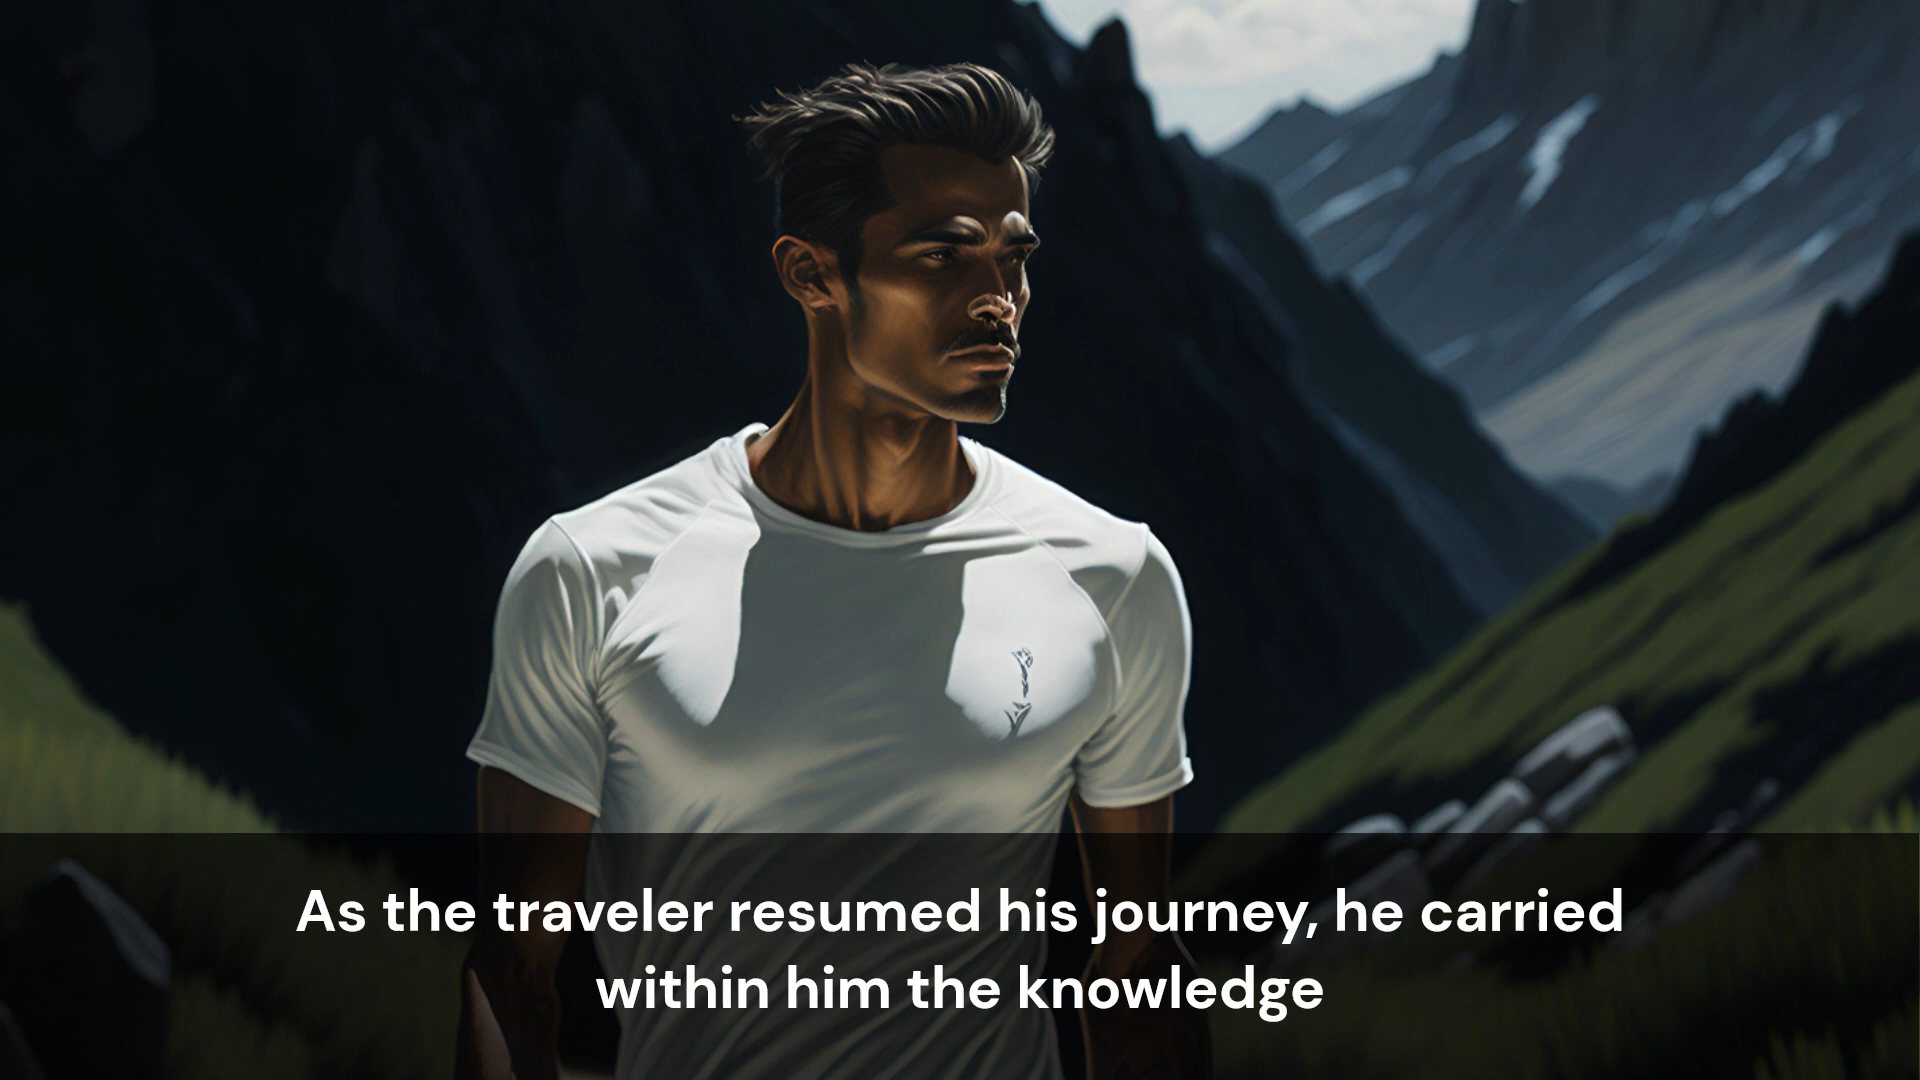 As the traveler resumed his journey, he carried
within him the knowledge